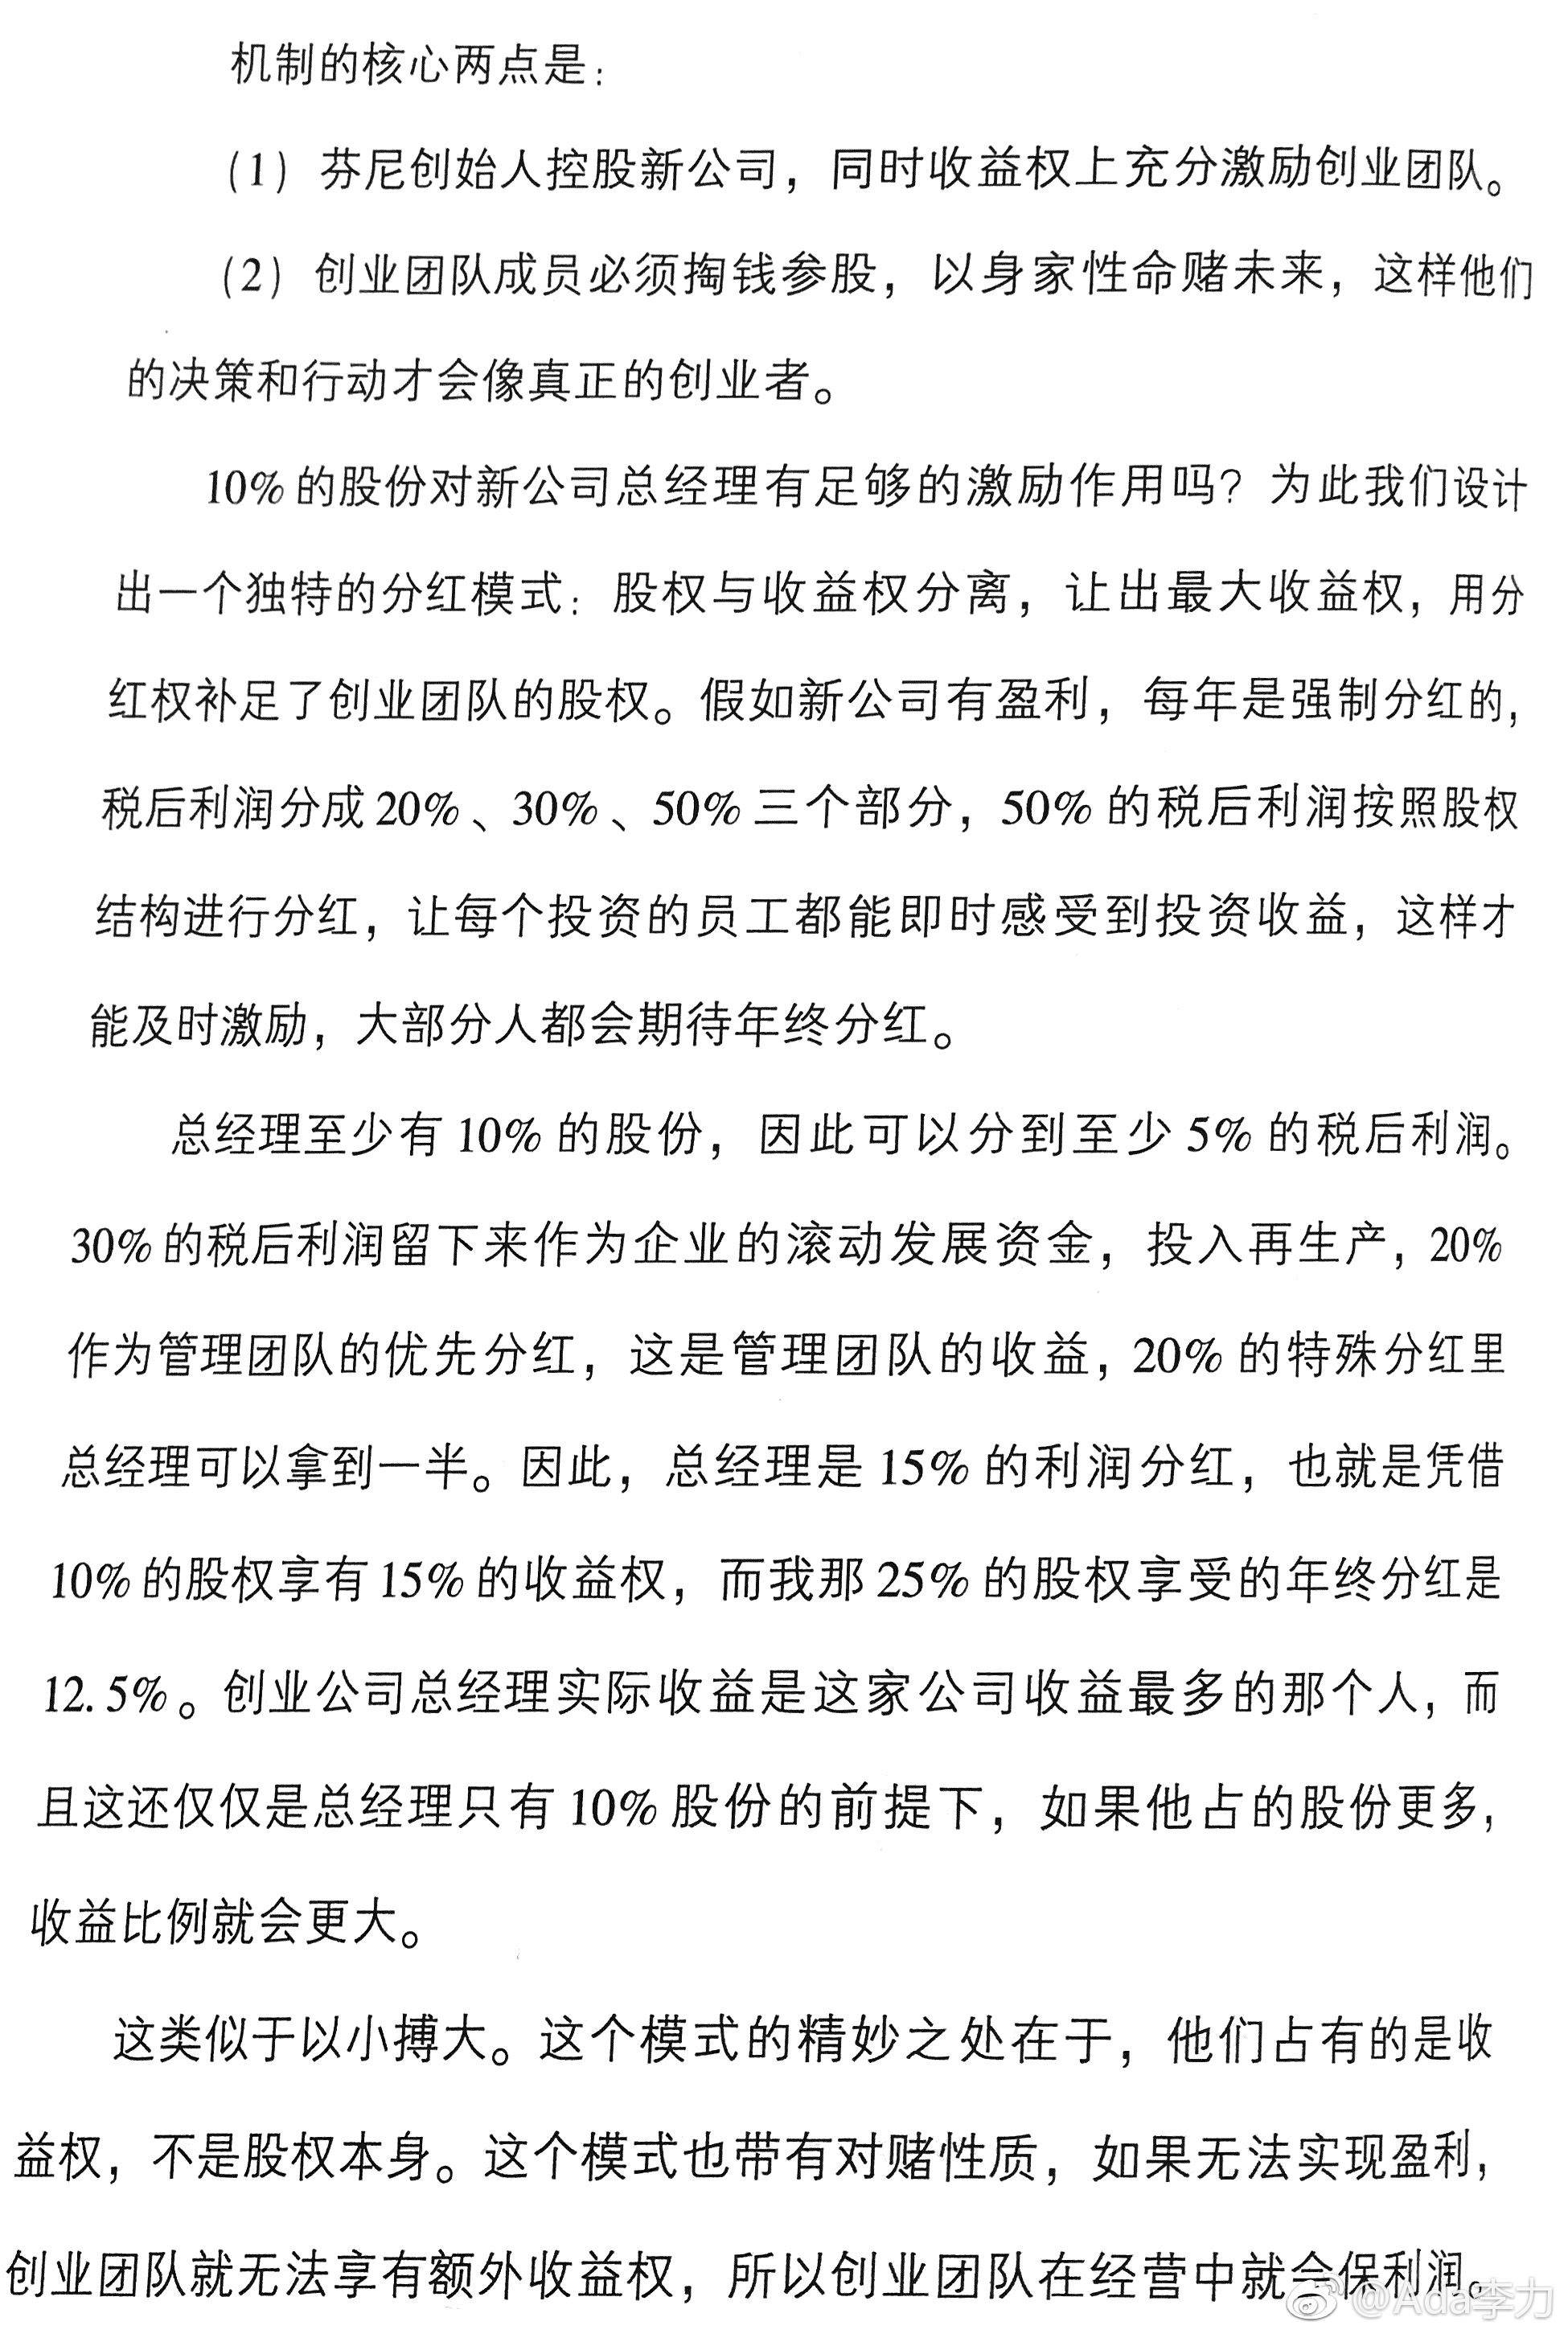 机制的核心两点是：
（1）芬尼创始人控股新公司，同时收益权上充分激励创业团队。
（2）创业团队成员必须掏钱参股，以身家性命赌未来，这样他们
的决策和行动才会像真正的创业者。
10%的股份对新公司总经理有足够的激励作用吗？为此我们设计
出一个独特的分红模式：股权与收益权分离，让出最大收益权，用分
红权补足了创业团队的股权。假如新公司有盈利，每年是强制分红的，
税后利润分成20%、30%、50%三个部分，50%的税后利润按照股权
结构进行分红，让每个投资的员工都能即时感受到投资收益，这样才
能及时激励，大部分人都会期待年终分红。
总经理至少有10%的股份，因此可以分到至少5%的税后利润。
30%的税后利润留下来作为企业的滚动发展资金，投入再生产，20%
作为管理团队的优先分红，这是管理团队的收益，20%的特殊分红里
总经理可以拿到一半。因此，总经理是15%的利润分红，也就是凭借
10%的股权享有15%的收益权，而我那25%的股权享受的年终分红是
12.5%。创业公司总经理实际收益是这家公司收益最多的那个人，而
且这还仅仅是总经理只有10%股份的前提下，如果他占的股份更多，
收益比例就会更大。
这类似于以小搏大。这个模式的精妙之处在于，他们占有的是收
益权，不是股权本身。这个模式也带有对赌性质，如果无法实现盈利，
创业团队就无法享有额外收益权，所以创业团队在经营中就会保利润。
@Ada李力